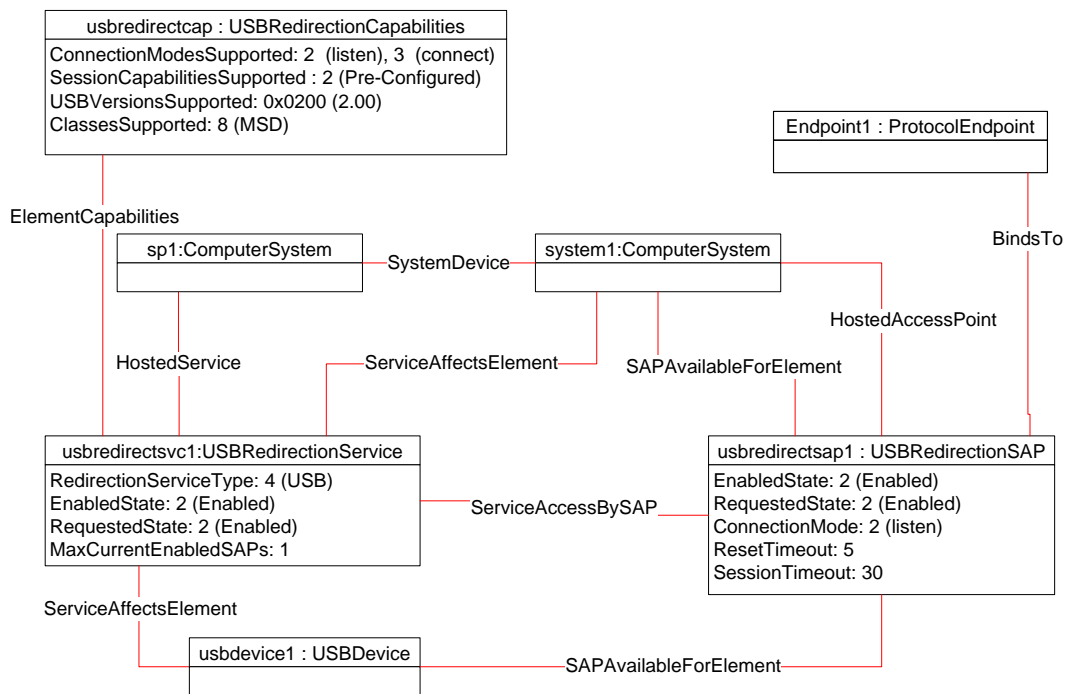 usbredirectcap : USBRedirectionCapabilities
ConnectionModesSupported: 2 (listen), 3 (connect)
SessionCapabilitiesSupported : 2 (Pre-Configured)
USBVersionsSupported: 0x0200 (2.00)
ClassesSupported: 8 (MSD)
Endpoint1 : ProtocolEndpoint
ElementCapabilities
BindsTo
sp1:ComputerSystem
SystemDevice
system1:ComputerSystem
HostedAccessPoint
HostedService
ServiceAffectsElement
SAPAvailableForElement
usbredirectsvc1:USBRedirectionService
RedirectionServiceType: 4 (USB)
EnabledState: 2 (Enabled)
RequestedState: 2 (Enabled)
MaxCurrentEnabledSAPs: 1
ServiceAccessBySAP
usbredirectsap1 : USBRedirectionSAP
EnabledState: 2 (Enabled)
RequestedState: 2 (Enabled)
ConnectionMode: 2 (listen)
ResetTimeout: 5
SessionTimeout: 30
ServiceAffectsElement
usbdevice1 : USBDevice
SAPAvailableForElement